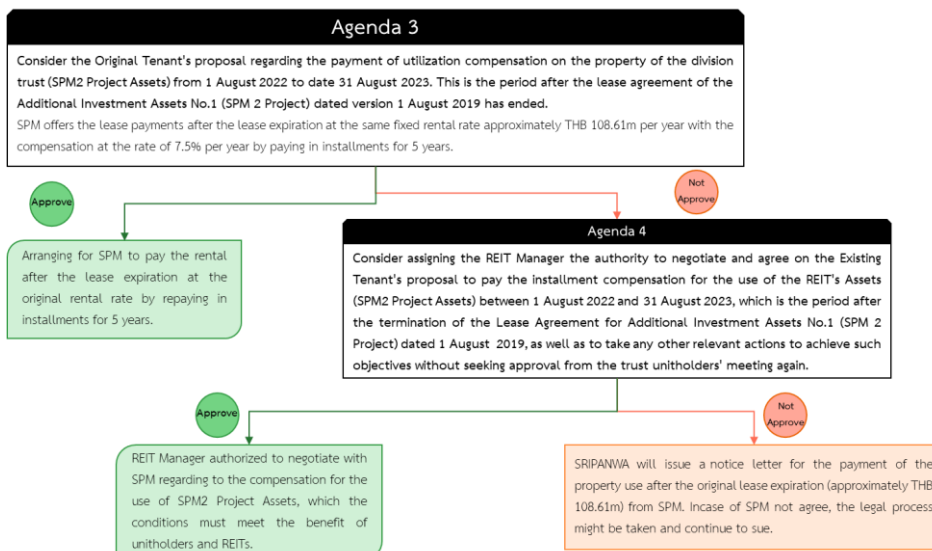 Agenda 3
Consider the Original Tenant's proposal regarding the payment of utilization compensation on the property of the division
trust (SPM2 Project Assets) from 1 August 2022 to date 31 August 2023. This is the period after the lease agreement of the
Additional Investment Assets No.1 (SPM 2 Project) dated version 1 August 2019 has ended.
SPM offers the lease payments after the lease expiration at the same fixed rental rate approximately THB 108.61m per year with the
compensation at the rate of 7.5% per year by paying in installments for 5 years.
Approve
Not
Approve
Arranging for SPM to pay the rental
after the lease expiration at the
original rental rate by repaying in
installments for 5 years.
Agenda 4
Consider assigning the REIT Manager the authority to negotiate and agree on the Existing
Tenant's proposal to pay the installment compensation for the use of the REIT's Assets
(SPM2 Project Assets) between 1 August 2022 and 31 August 2023, which is the period after
the termination of the Lease Agreement for Additional Investment Assets No.1 (SPM 2
Project) dated 1 August 2019, as well as to take any other relevant actions to achieve such
objectives without seeking approval from the trust unitholders' meeting again.
Approve
Not
Approve
REIT Manager authorized to negotiate with
SPM regarding to the compensation for the
use of SPM2 Project Assets, which the
conditions must meet the benefit of
unitholders and REITs.
SRIPANWA will issue a notice letter for the payment of the
property use after the original lease expiration (approximately THB
108.61m) from SPM. Incase of SPM not agree, the legal process
might be taken and continue to sue.